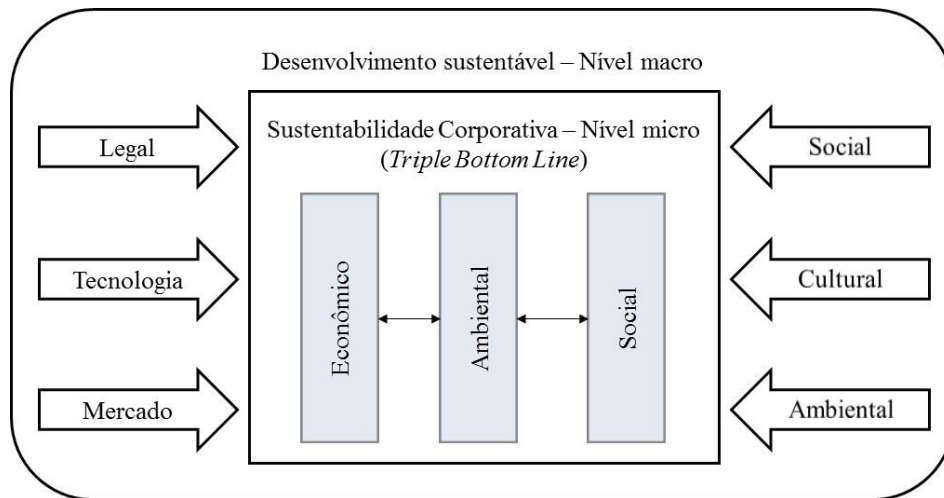 Desenvolvimento sustentável – Nível macro
Sustentabilidade Corporativa – Nível micro
(Triple Bottom Line)
Legal
Tecnologia
Mercado
Econômico
Ambiental
Social
Social
Cultural
Ambiental